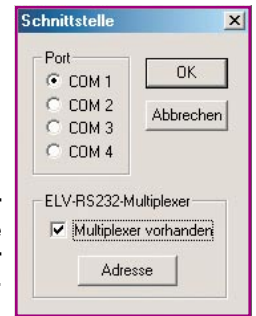 Schnittstelle
Port
COM 1
COM 2
COM 3
COM 4
OK
Abbrechen
ELV-RS232-Multiplexer
Multiplexer vorhanden
Adresse